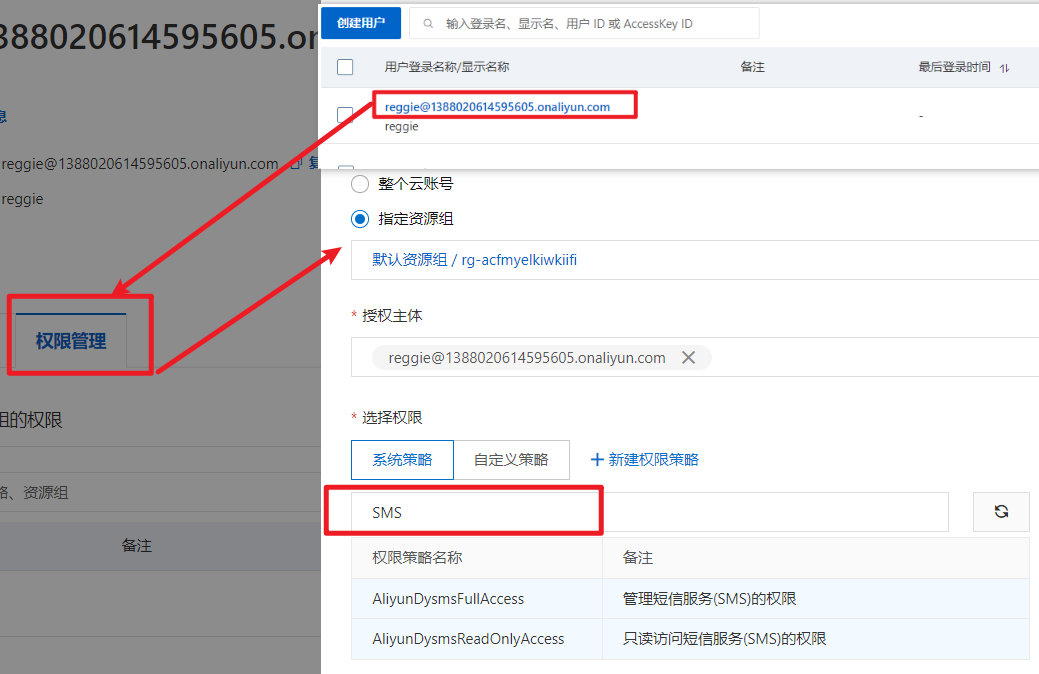 创建用户
输入登录名、显示名、用户 ID 或 AccessKey ID
用户登录名称/显示名称 备注 最后登录时间
reggie@1388020614595605.onaliyun.com -
reggie
388020614595605.on
息
reggie@1388020614595605.onaliyun.com 复
reggie
权限管理
组的权限
略、资源组
备注
整个云账号
指定资源组
默认资源组 / rg-acfmyelkiwkiifi
* 授权主体
reggie@1388020614595605.onaliyun.com
* 选择权限
系统策略 自定义策略 + 新建权限策略
SMS
权限策略名称 备注
AliyunDysmsFullAccess 管理短信服务(SMS)的权限
AliyunDysmsReadOnlyAccess 只读访问短信服务(SMS)的权限